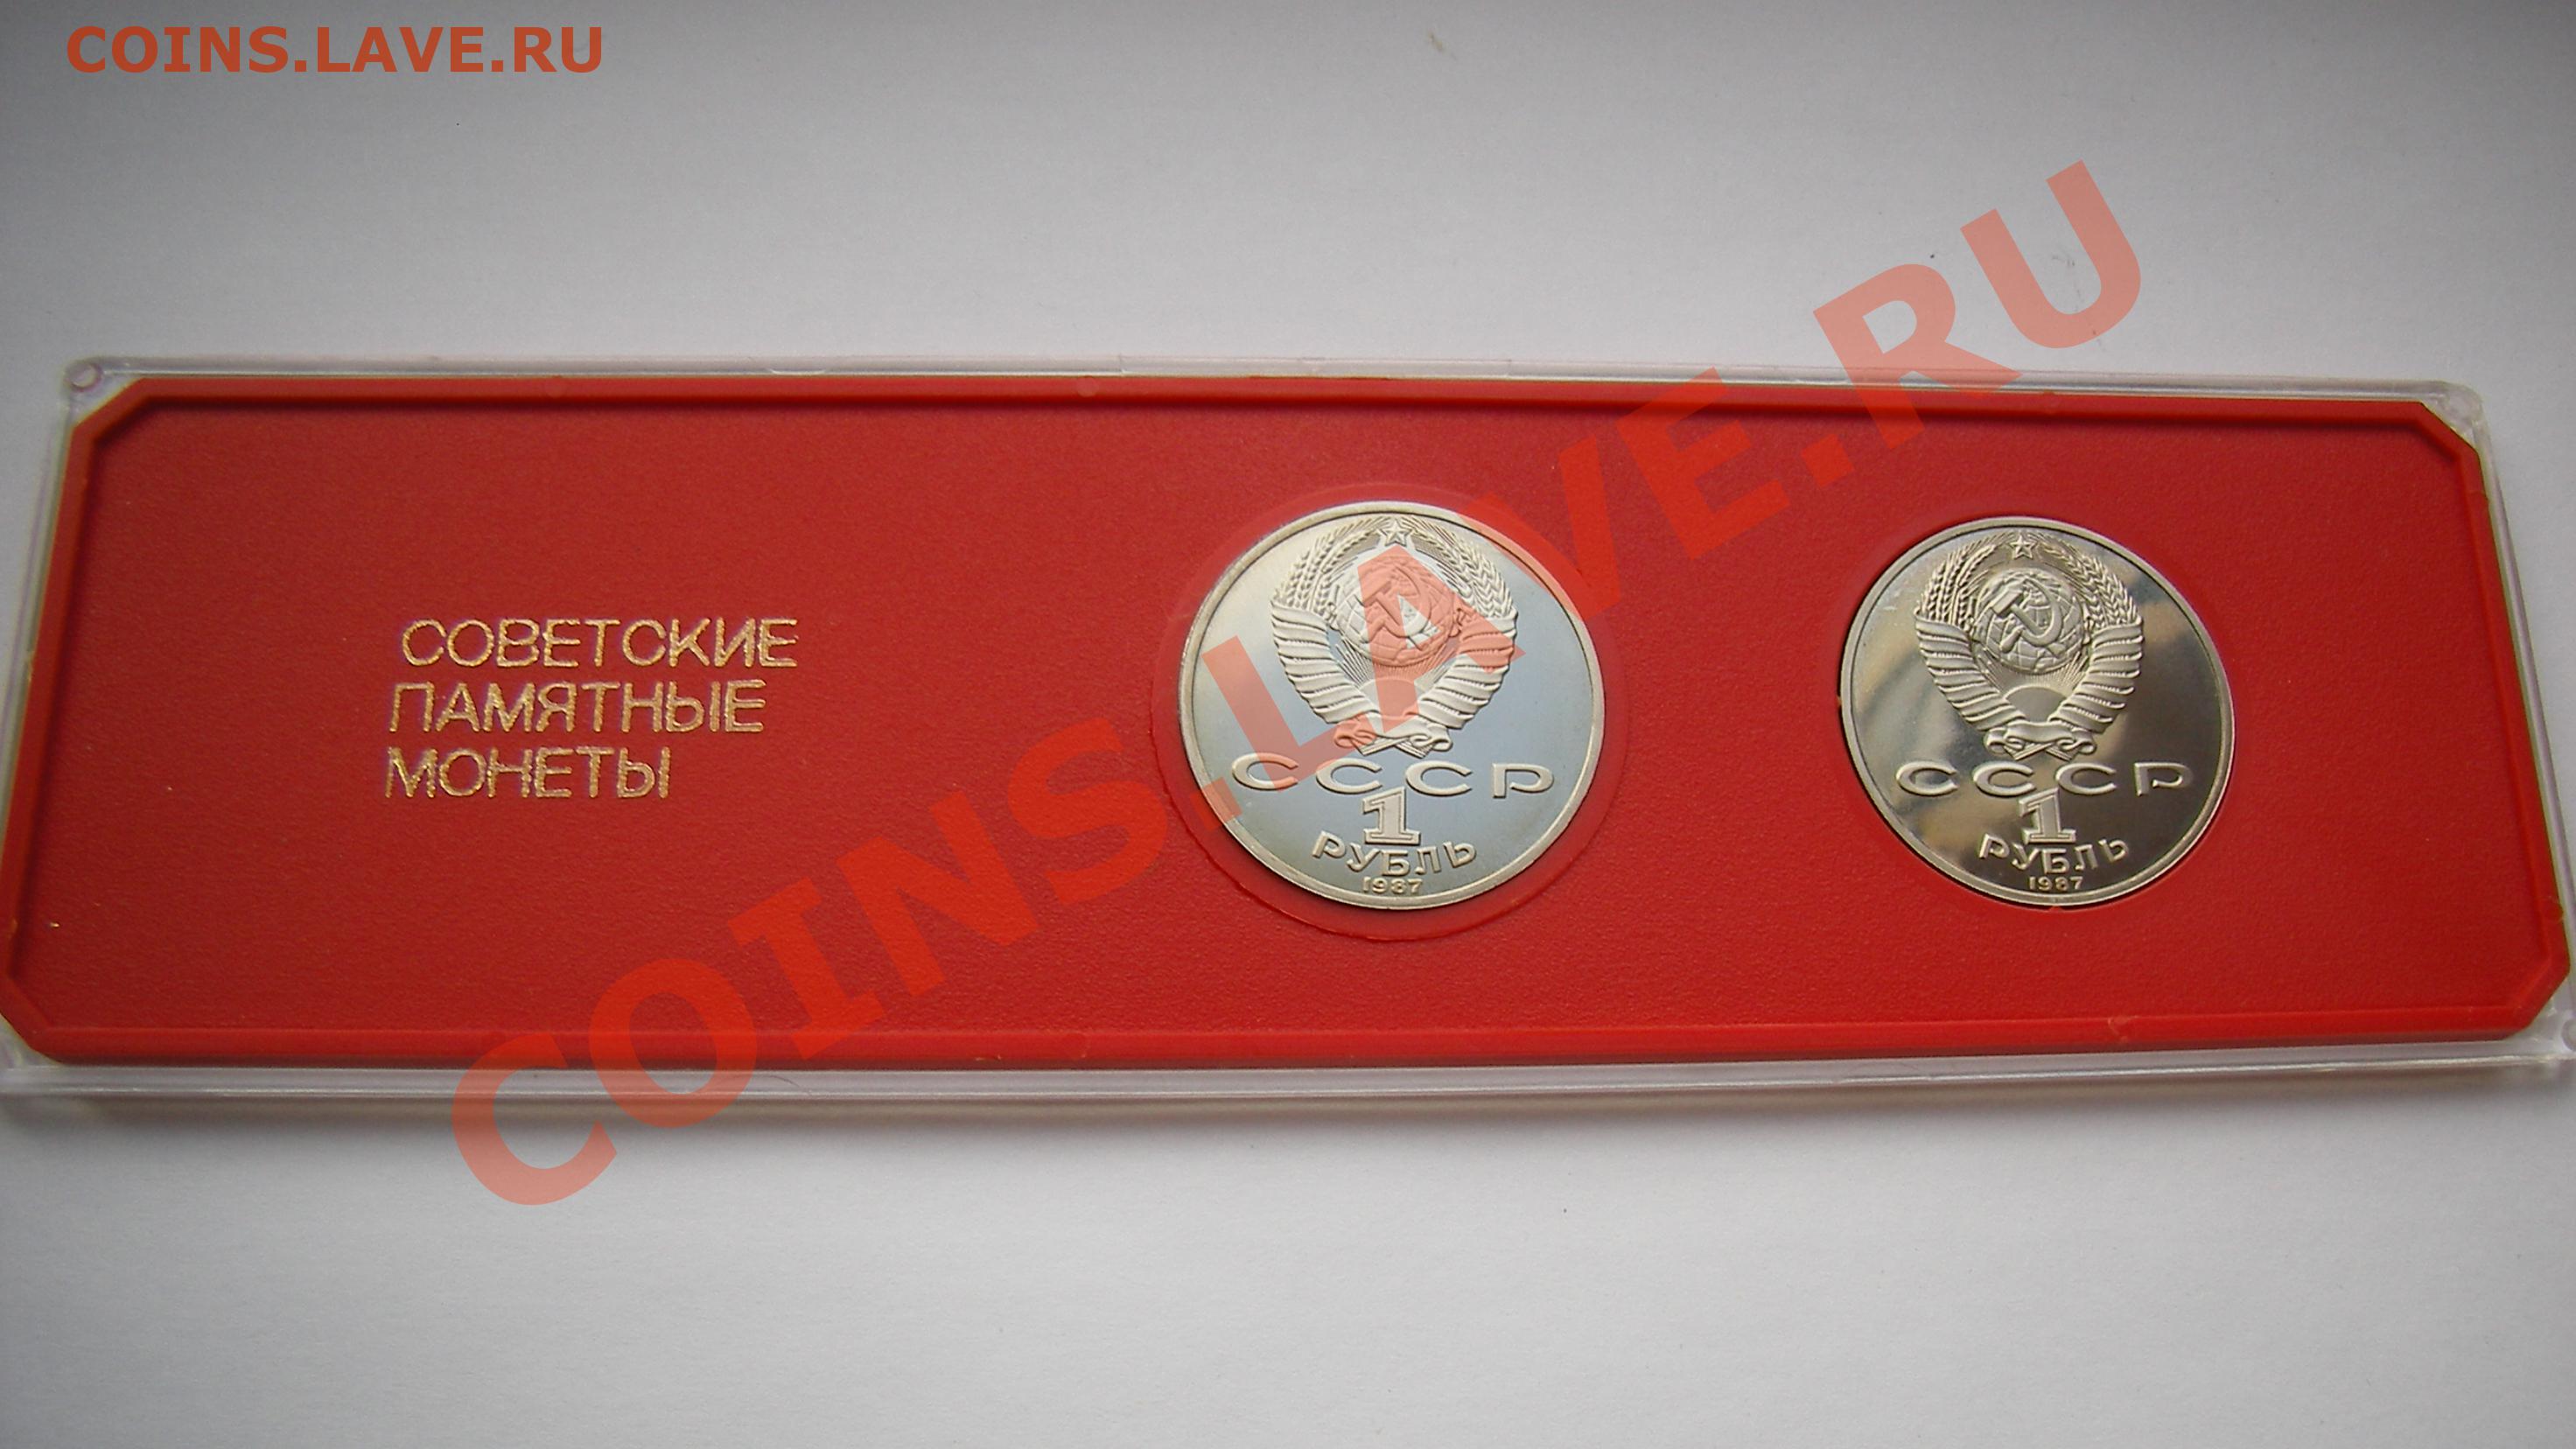 COINS.LAVE.RU
COINS.LAVE.RU
СОВЕТСКИЕ
ПАМЯТНЫЕ
МОНЕТЫ
СССР
1
РУБЛЬ
1987
СССР
1
РУБЛЬ
1987